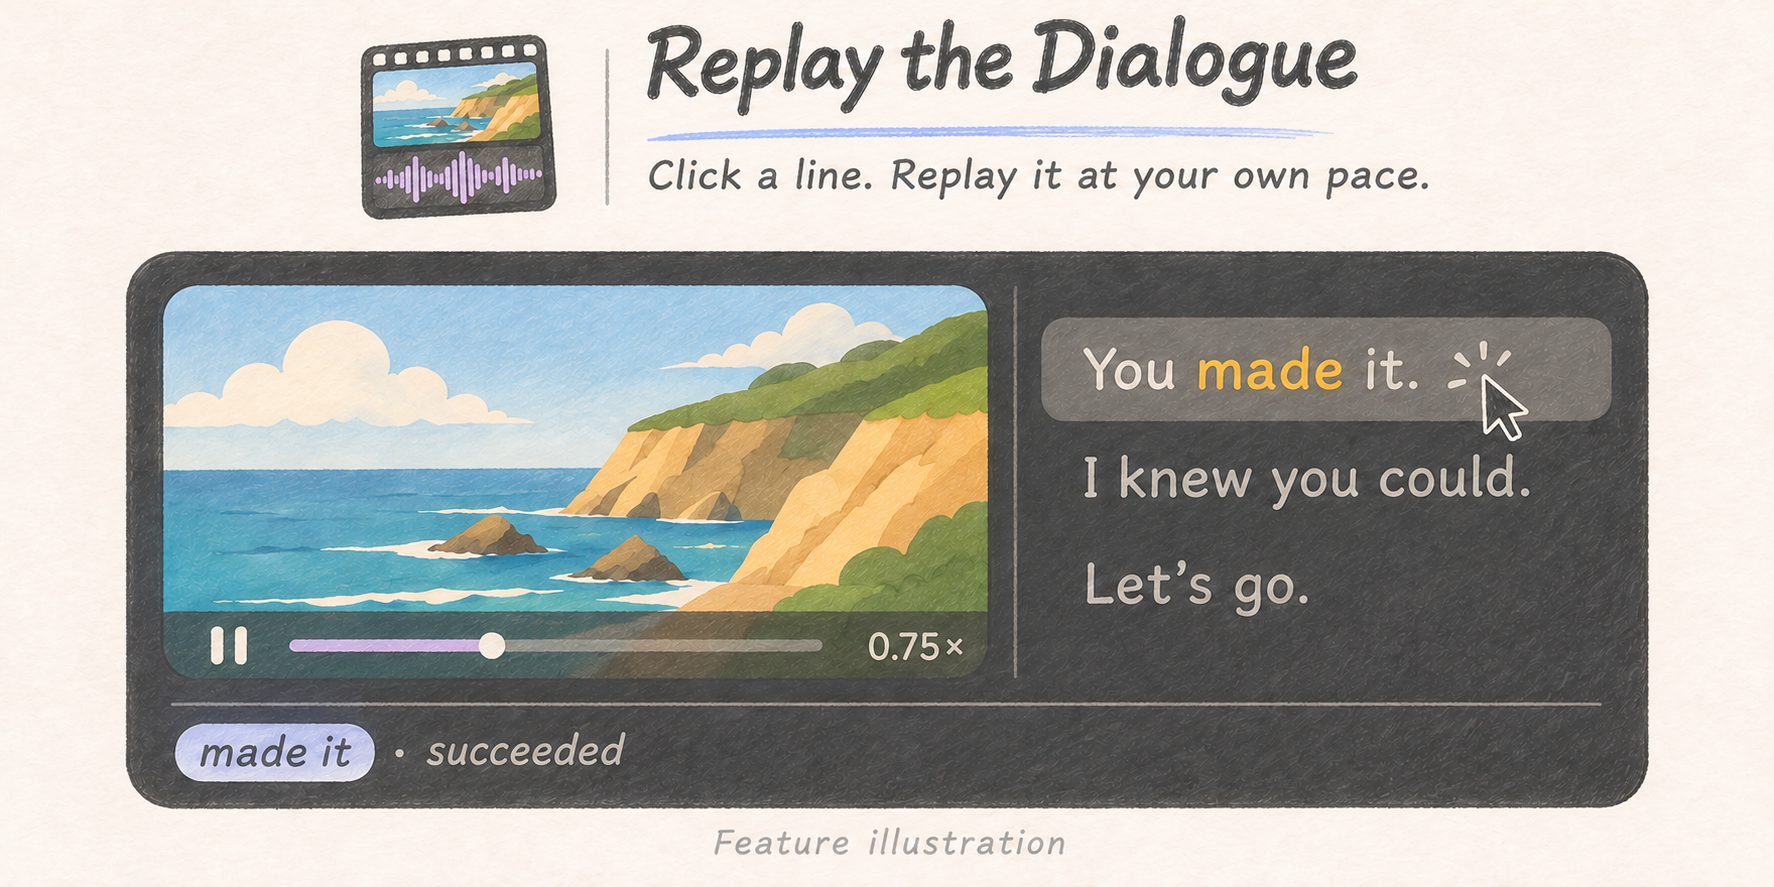 Replay the Dialogue
Click a line. Replay it at your own pace.
You made it.
I knew you could.
Let’s go.
0.75×
made it · succeeded
Feature illustration